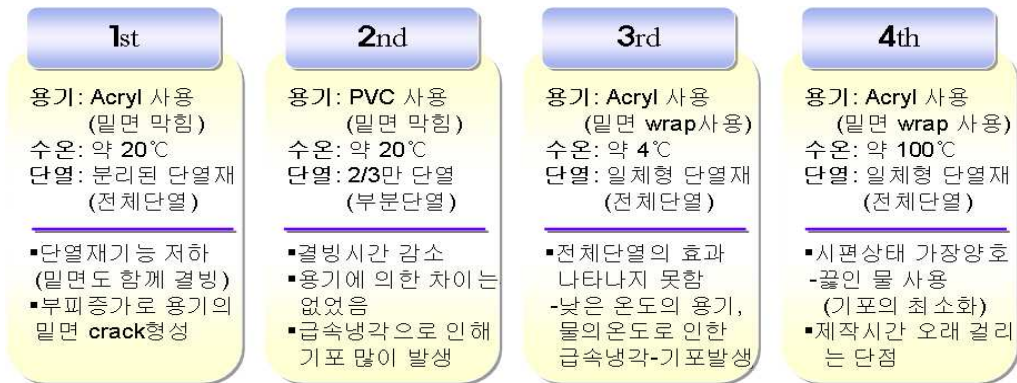 1st
용기: Acryl 사용
(밑면 막힘)
수온: 약 20℃
단열: 분리된 단열재
(전체단열)
▪단열재기능 저하
(밑면도 함께 결빙)
▪부피증가로 용기의
밑면 crack형성
2nd
용기: PVC 사용
(밑면 막힘)
수온: 약 20℃
단열: 2/3만 단열
(부분단열)
▪결빙시간 감소
▪용기에 의한 차이는
없었음
▪급속냉각으로 인해
기포 많이 발생
3rd
용기: Acryl 사용
(밑면 wrap사용)
수온: 약 4℃
단열: 일체형 단열재
(전체단열)
▪전체단열의 효과
나타나지 못함
-낮은 온도의 용기,
물의온도로 인한
급속냉각-기포발생
4th
용기: Acryl 사용
(밑면 wrap 사용)
수온: 약 100℃
단열: 일체형 단열재
(전체단열)
▪시편상태 가장양호
-끓인 물 사용
(기포의 최소화)
▪제작시간 오래 걸리
는 단점